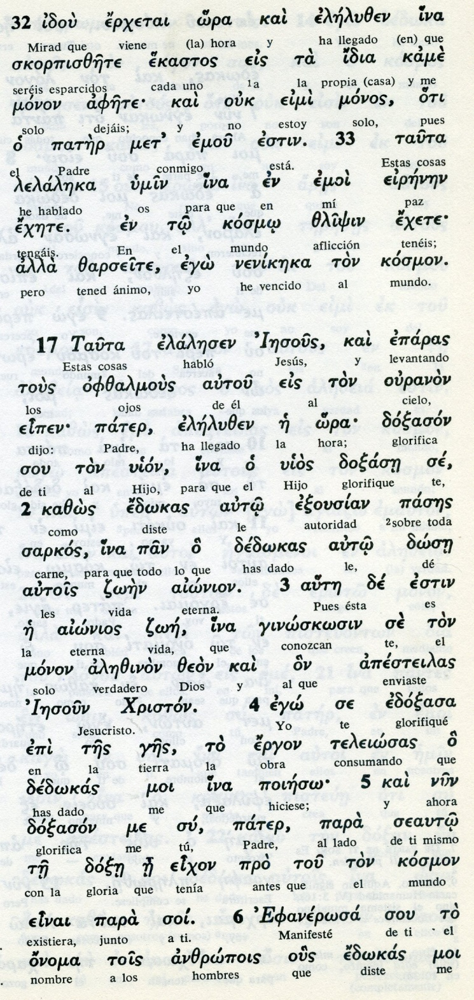 32 ἰδοὺ ἔρχεται ὥρα καὶ ἐλήλυθεν ἵνα
Mirad que viene (la) hora y ha llegado (en) que
σκορπισθῆτε ἕκαστος εἰς τὰ ἴδια κἀμὲ
seréis esparcidos cada uno 1a la propia (casa) y me
μόνον ἀφῆτε· καὶ οὐκ εἰμὶ μόνος, ὅτι
solo dejáis; y no estoy solo, pues
ὁ πατὴρ μετ’ ἐμοῦ ἐστιν. 33 ταῦτα
el Padre conmigo está. Estas cosas
λελάληκα ὑμῖν ἵνα ἐν ἐμοὶ εἰρήνην
he hablado os para que en mí paz
ἔχητε. ἐν τῷ κόσμῳ θλῖψιν ἔχετε·
tengáis. En el mundo aflicción tenéis;
ἀλλὰ θαρσεῖτε, ἐγὼ νενίκηκα τὸν κόσμον.
pero tened ánimo, yo he vencido al mundo.
17 Ταῦτα ἐλάλησεν Ἰησοῦς, καὶ ἐπάρας
Estas cosas habló Jesús, y levantando
τοὺς ὀφθαλμοὺς αὐτοῦ εἰς τὸν οὐρανὸν
los ojos de él al cielo,
εἶπεν· πάτερ, ἐλήλυθεν ἡ ὥρα· δόξασόν
dijo: Padre, ha llegado la hora; glorifica
σου τὸν υἱόν, ἵνα ὁ υἱὸς δοξάσῃ σέ,
de ti al Hijo, para que el Hijo glorifique te,
2 καθὼς ἔδωκας αὐτῷ ἐξουσίαν πάσης
como diste le autoridad 2sobre toda
σαρκός, ἵνα πᾶν ὃ δέδωκας αὐτῷ δώσῃ
carne, para que todo lo que has dado le, dé
αὐτοῖς ζωὴν αἰώνιον. 3 αὕτη δέ ἐστιν
les vida eterna. Pues ésta es
ἡ αἰώνιος ζωή, ἵνα γινώσκωσιν σὲ τὸν
la eterna vida, que conozcan te, el
μόνον ἀληθινὸν θεὸν καὶ ὃν ἀπέστειλας
solo verdadero Dios y al que enviaste
Ἰησοῦν Χριστόν. 4 ἐγώ σε ἐδόξασα
Jesucristo. Yo te glorifiqué
ἐπὶ τῆς γῆς, τὸ ἔργον τελειώσας ὃ
en la tierra la obra consumando que
δέδωκάς μοι ἵνα ποιήσω· 5 καὶ νῦν
has dado me que hiciese; y ahora
δόξασόν με σύ, πάτερ, παρὰ σεαυτῷ
glorifica me tú, Padre, al lado de ti mismo
τῇ δόξῃ ᾗ εἶχον πρὸ τοῦ τὸν κόσμον
con la gloria que tenía antes que el mundo
εἶναι παρὰ σοί. 6 Ἐφανέρωσά σου τὸ
existiera, junto a ti. Manifesté de ti el
ὄνομα τοῖς ἀνθρώποις οὓς ἔδωκάς μοι
nombre a los hombres que diste me